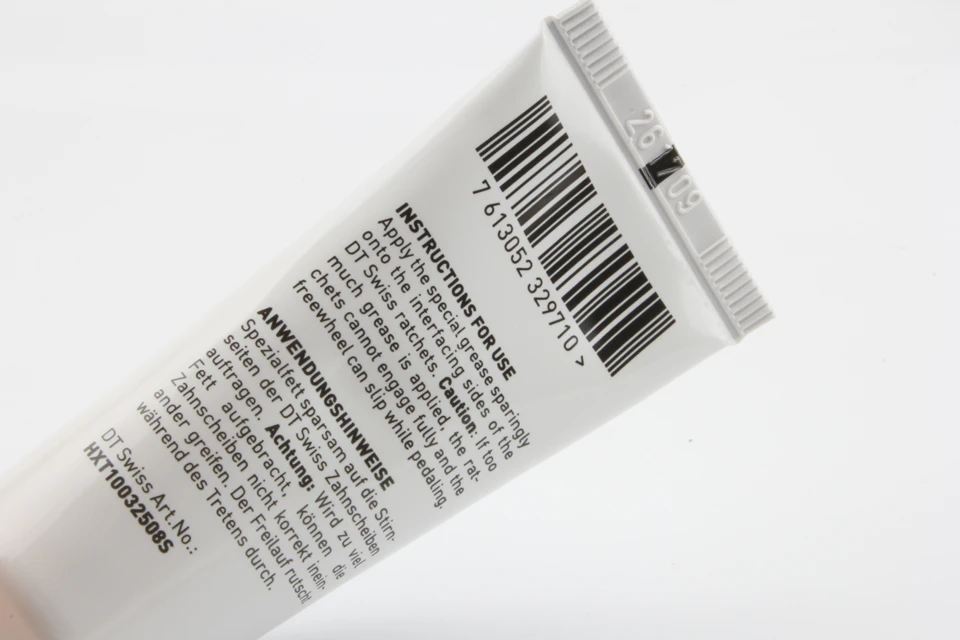 26 09
7 613052 329710 >
INSTRUCTIONS FOR USE
Apply the special grease sparingly
onto the interfacing sides of the
DT Swiss ratchets. Caution: If too
much grease is applied, the rat-
chets cannot engage fully and the
freewheel can slip while pedaling.
ANWENDUNGSHINWEISE
Spezialfett sparsam auf die Stirn-
seiten der DT Swiss Zahnscheiben
auftragen. Achtung: Wird zu viel
Fett aufgebracht, können die
Zahnscheiben nicht korrekt inein-
ander greifen. Der Freilauf rutscht
während des Tretens durch.
DT Swiss Art.No.:
HXT10032508S